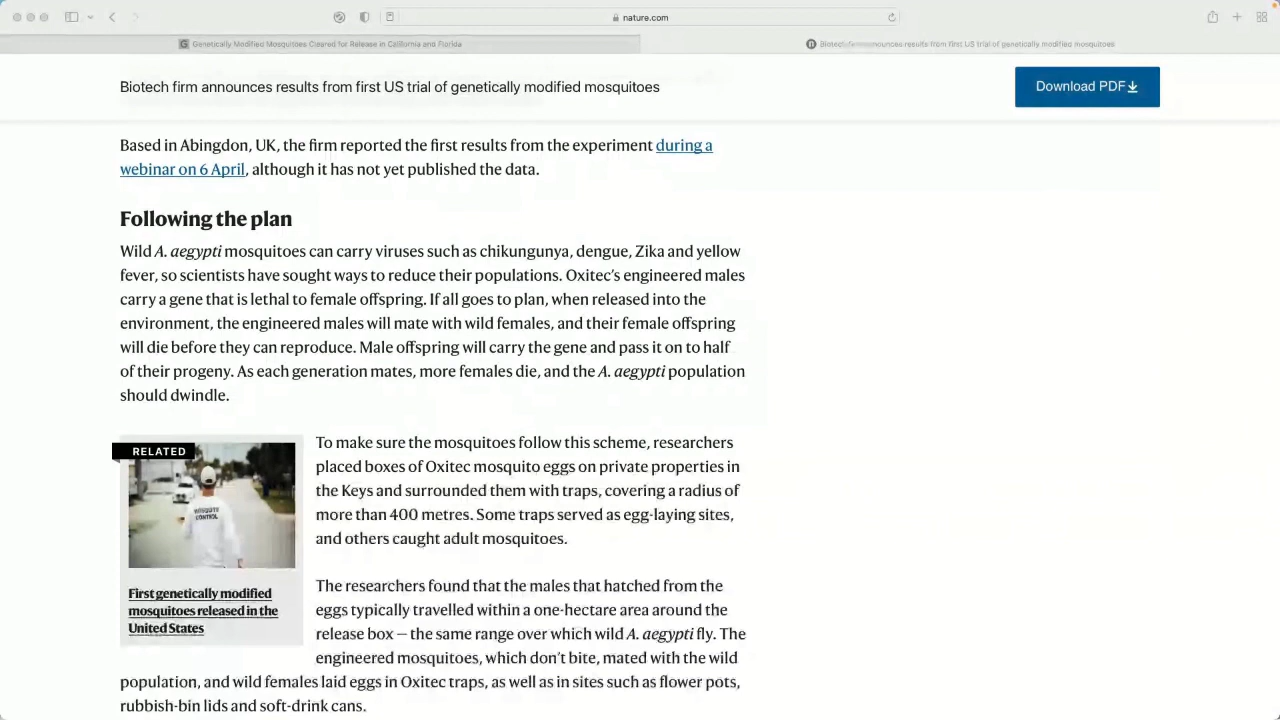 nature.com
Genetically Modified Mosquitoes Cleared for Release in California and Florida
Biotech firm announces results from first US trial of genetically modified mosquitoes
Biotech firm announces results from first US trial of genetically modified mosquitoes
Download PDF
Based in Abingdon, UK, the firm reported the first results from the experiment during a
webinar on 6 April, although it has not yet published the data.
Following the plan
Wild A. aegypti mosquitoes can carry viruses such as chikungunya, dengue, Zika and yellow
fever, so scientists have sought ways to reduce their populations. Oxitec's engineered males
carry a gene that is lethal to female offspring. If all goes to plan, when released into the
environment, the engineered males will mate with wild females, and their female offspring
will die before they can reproduce. Male offspring will carry the gene and pass it on to half
of their progeny. As each generation mates, more females die, and the A. aegypti population
should dwindle.
RELATED
MOSQUITO
CONTROL
First genetically modified
mosquitoes released in the
United States
To make sure the mosquitoes follow this scheme, researchers
placed boxes of Oxitec mosquito eggs on private properties in
the Keys and surrounded them with traps, covering a radius of
more than 400 metres. Some traps served as egg-laying sites,
and others caught adult mosquitoes.
The researchers found that the males that hatched from the
eggs typically travelled within a one-hectare area around the
release box — the same range over which wild A. aegypti fly. The
engineered mosquitoes, which don't bite, mated with the wild
population, and wild females laid eggs in Oxitec traps, as well as in sites such as flower pots,
rubbish-bin lids and soft-drink cans.